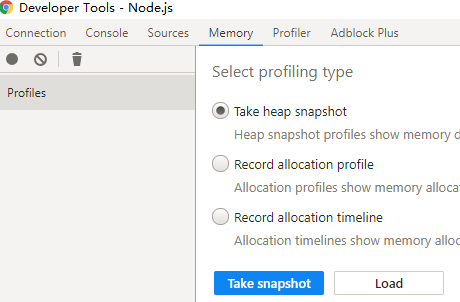 Developer Tools - Node.js
Connection Console Sources Memory Profiler Adblock Plus
Profiles
Select profiling type
Take heap snapshot
Heap snapshot profiles show memory d
Record allocation profile
Allocation profiles show memory alloca
Record allocation timeline
Allocation timelines show memory alloc
Take snapshot Load